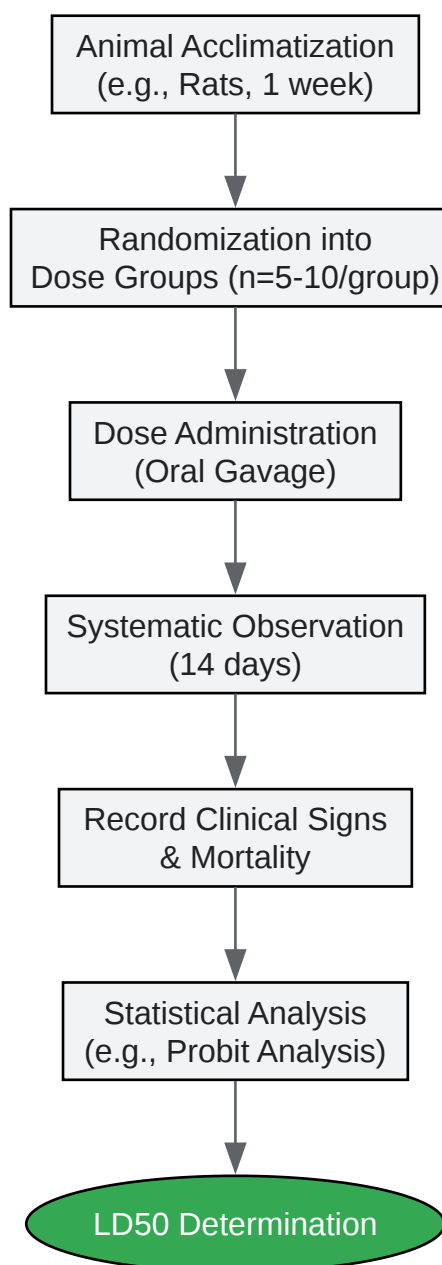 Animal Acclimatization
(e.g., Rats, 1 week)
Randomization into
Dose Groups (n=5-10/group)
Dose Administration
(Oral Gavage)
Systematic Observation
(14 days)
Record Clinical Signs
& Mortality
Statistical Analysis
(e.g., Probit Analysis)
LD50 Determination